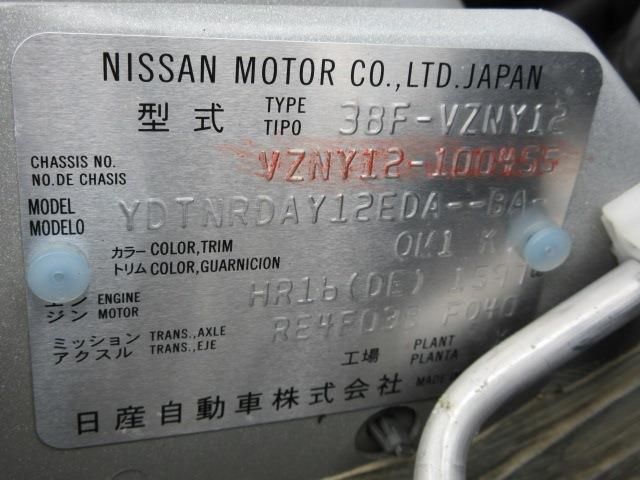 NISSAN MOTOR CO.,LTD.JAPAN
型式 TYPE TIPO 3BF-VZNY12
CHASSIS NO. NO.DE CHASIS VZNY12-100455
MODEL MODELO YDTNRDAY12EDA--BA-
カラー COLOR,TRIM
トリム COLOR,GUARNICION K
ジン ENGINE MOTOR HR16(DE)
ミッション TRANS.,AXLE
アクスル TRANS.,EJE RE4F03B F040
工場 PLANT PLANTA
日産自動車株式会社 MADE IN